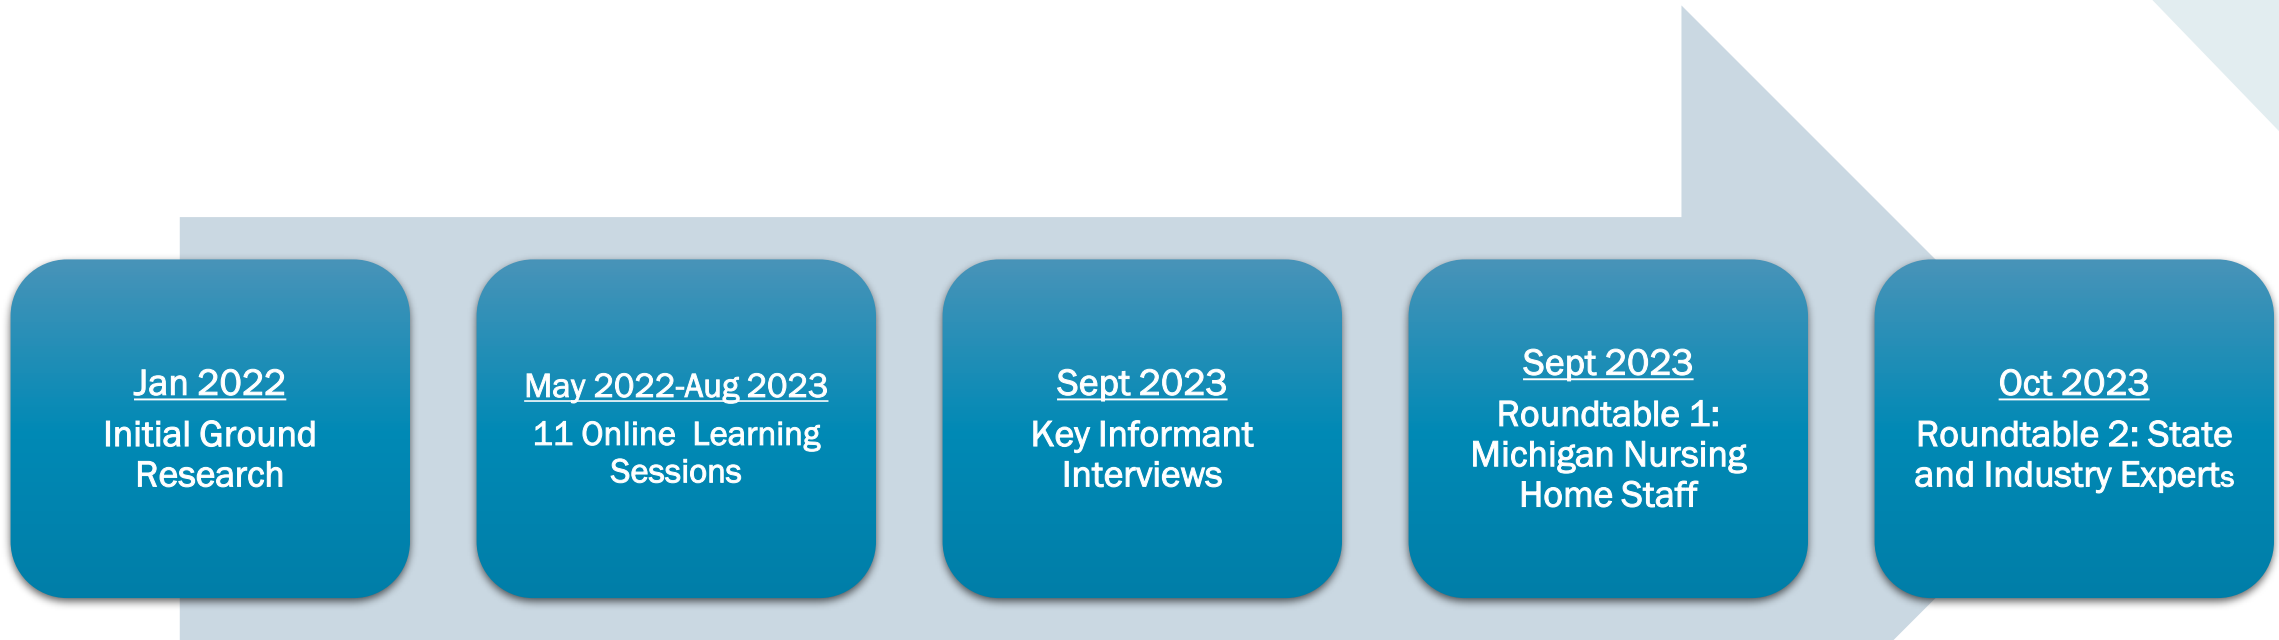 Jan 2022
Initial Ground
Research
May 2022-Aug 2023
11 Online  Learning
Sessions
Sept 2023
Key Informant
Interviews
Sept 2023
Roundtable 1:
Michigan Nursing
Home Staff
Oct 2023
Roundtable 2: State
and Industry Experts